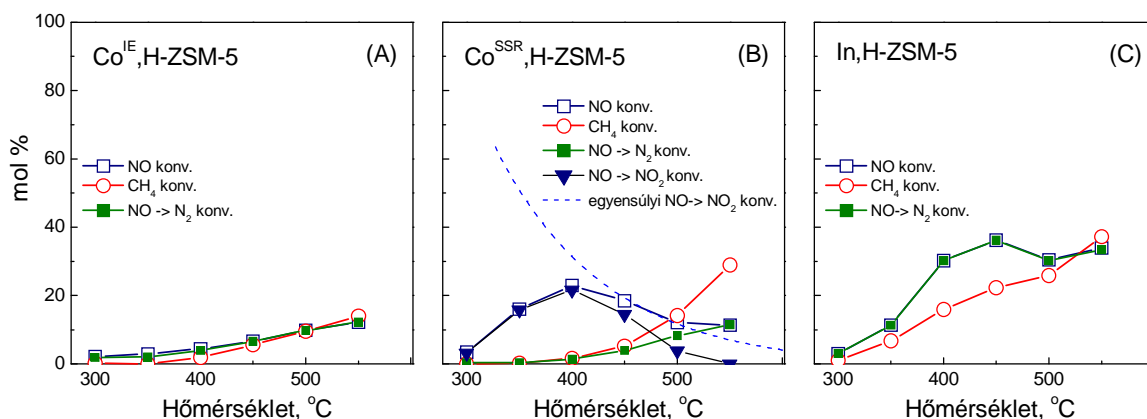 100
80
60
40
20
0
mol %
Co^IE,H-ZSM-5 (A)
NO konv.
CH₄ konv.
NO -> N₂ konv.
300 400 500
Hőmérséklet, °C
Co^SSR,H-ZSM-5 (B)
NO konv.
CH₄ konv.
NO -> N₂ konv.
NO -> NO₂ konv.
egyensúlyi NO-> NO₂ konv.
300 400 500
Hőmérséklet, °C
In,H-ZSM-5 (C)
NO konv.
CH₄ konv.
NO-> N₂ konv.
300 400 500
Hőmérséklet, °C